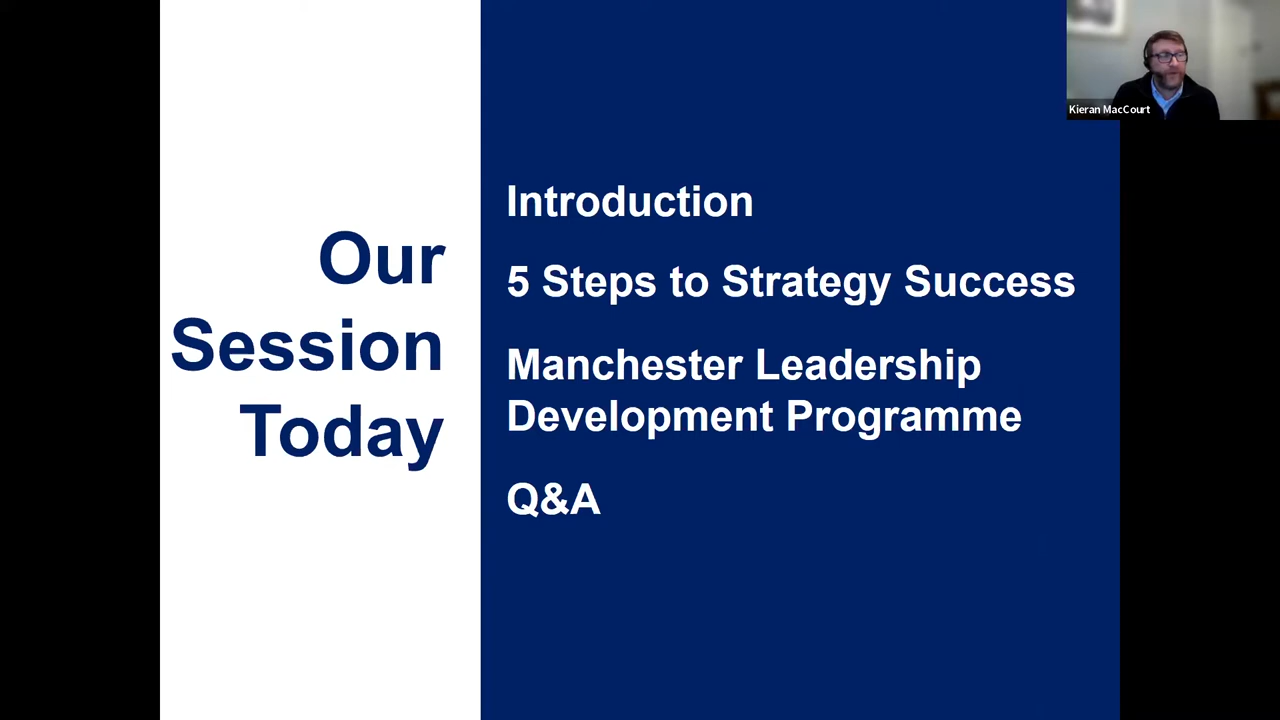 Our
Session
Today
Introduction
5 Steps to Strategy Success
Manchester Leadership
Development Programme
Q&A
Kieran MacCourt